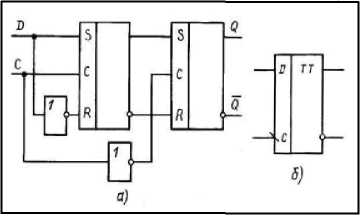 D S S Q
C C C
1 R R Q̅
1
D TT
C
а) б)